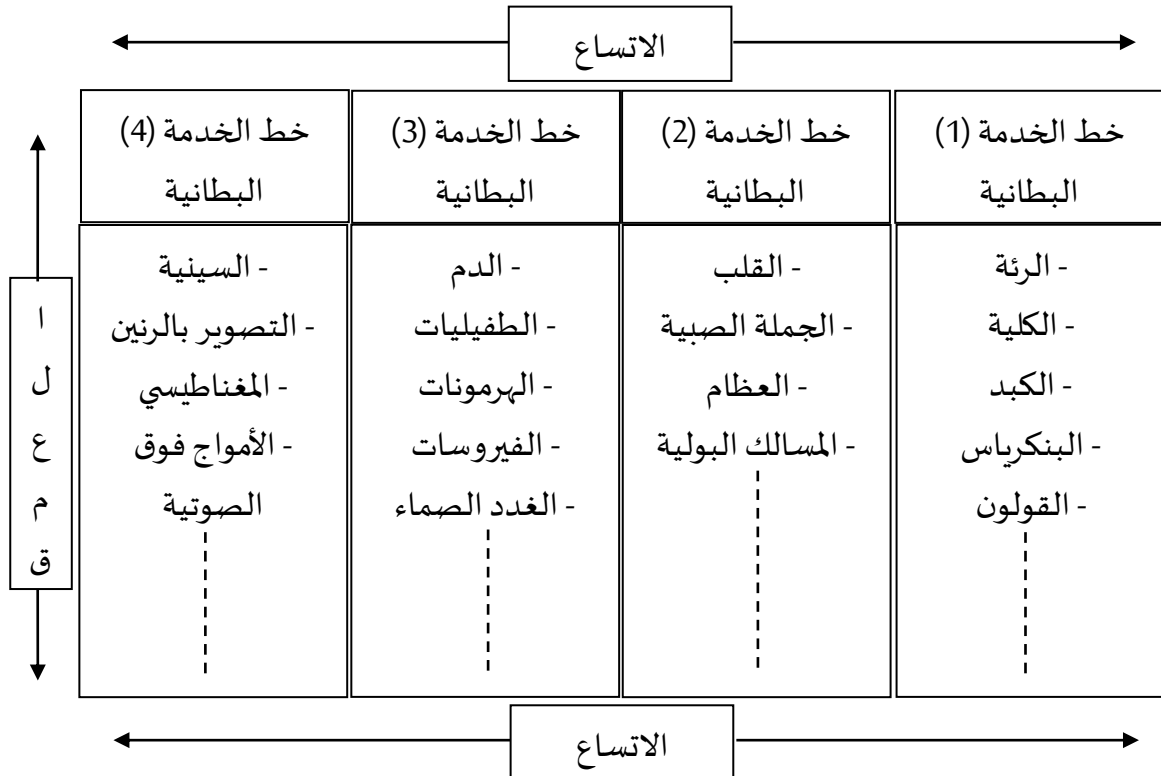 الاتساع
خط الخدمة (1)
البطانية
خط الخدمة (2)
البطانية
خط الخدمة (3)
البطانية
خط الخدمة (4)
البطانية
- الرئة
- الكلية
- الكبد
- البنكرياس
- القولون
- القلب
- الجملة الصبية
- العظام
- المسالك البولية
- الدم
- الطفيليات
- الهرمونات
- الفيروسات
- الغدد الصماء
- السينية
- التصوير بالرنين
- المغناطيسي
- الأمواج فوق
الصوتية
ا
ل
ع
م
ق
الاتساع